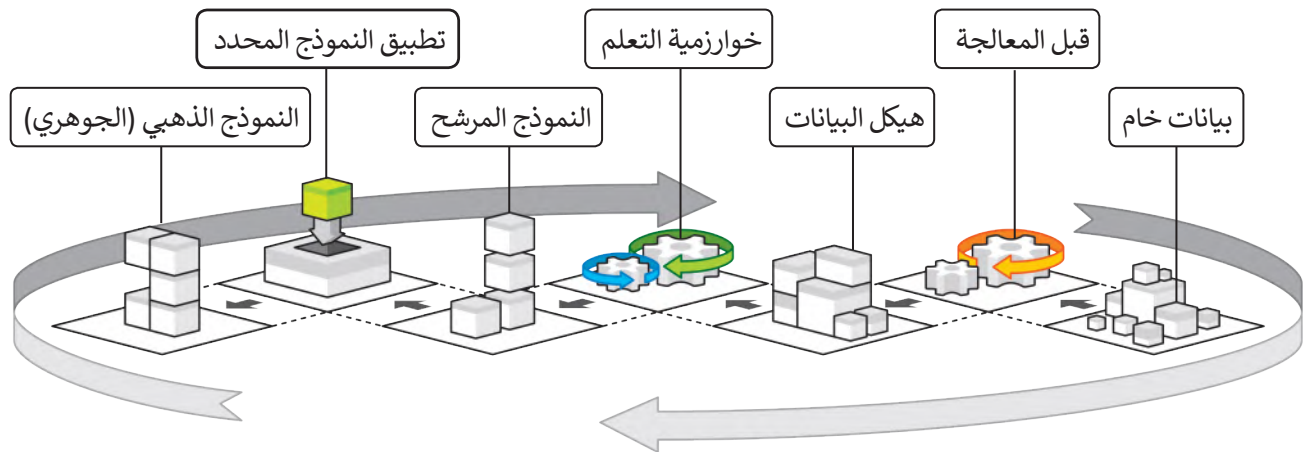 قبل المعالجة
خوارزمية التعلم
تطبيق النموذج المحدد
بيانات خام
هيكل البيانات
النموذج المرشح
النموذج الذهبي (الجوهري)